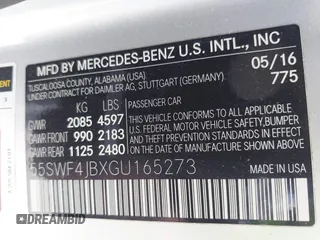 MFD BY MERCEDES-BENZ U.S. INTL., INC
TUSCALOOSA COUNTY, ALABAMA (USA) 05/16
UNDER CONTRACT FOR DAIMLER AG, STUTTGART (GERMANY) 775
KG LBS PASSENGER CAR
GVWR 2085 4597
GAWR FRONT 990 2183
GAWR REAR 1125 2480
THIS VEHICLE CONFORMS TO ALL APPLICABLE
FEDERAL MOTOR VEHICLE SAFETY, BUMPER,
AND THEFT PREVENTION STANDARDS IN EFFECT
ON THE DATE OF MANUFACTURE SHOWN ABOVE.
55SWF4JBXGU165273
DREAMBID